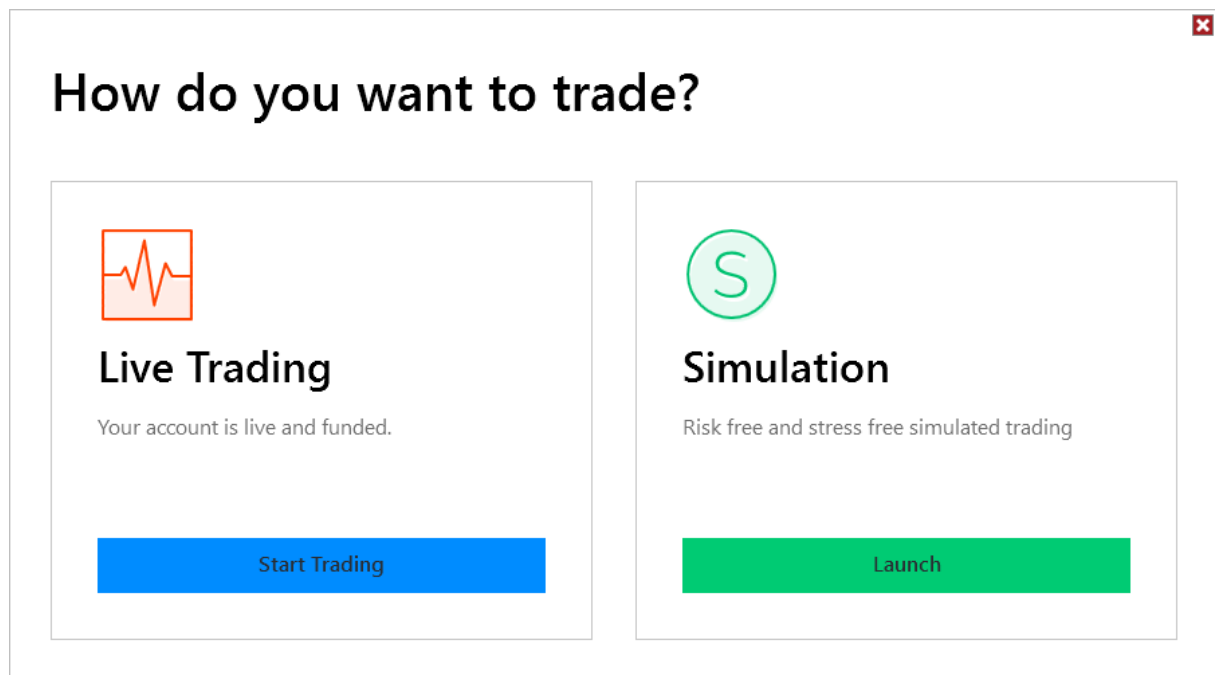 How do you want to trade?
S
Live Trading
Simulation
Your account is live and funded.
Risk free and stress free simulated trading
Start Trading
Launch